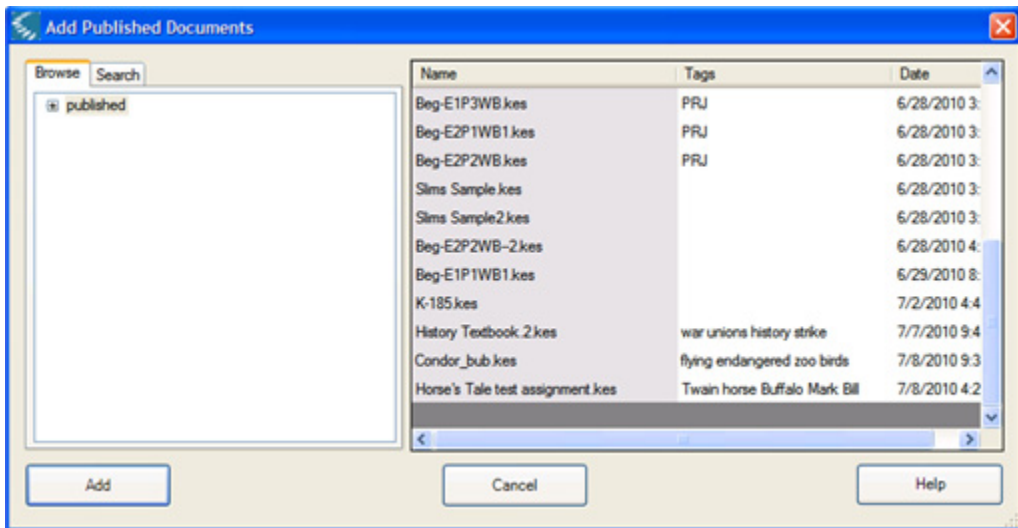 Add Published Documents
Browse Search
published
Name Tags Date
Beg-E1P3WB.kes PRJ 6/28/2010 3:
Beg-E2P1WB1.kes PRJ 6/28/2010 3:
Beg-E2P2WB.kes PRJ 6/28/2010 3:
Slims Sample.kes 6/28/2010 3:
Slims Sample2.kes 6/28/2010 3:
Beg-E2P2WB--2.kes 6/28/2010 4:
Beg-E1P1WB1.kes 6/29/2010 8:
K-185.kes 7/2/2010 4:4
History Textbook.2.kes war unions history strike 7/7/2010 9:4
Condor_bub.kes flying endangered zoo birds 7/8/2010 9:3
Horse's Tale test assignment.kes Twain horse Buffalo Mark Bill 7/8/2010 4:2
Add Cancel Help